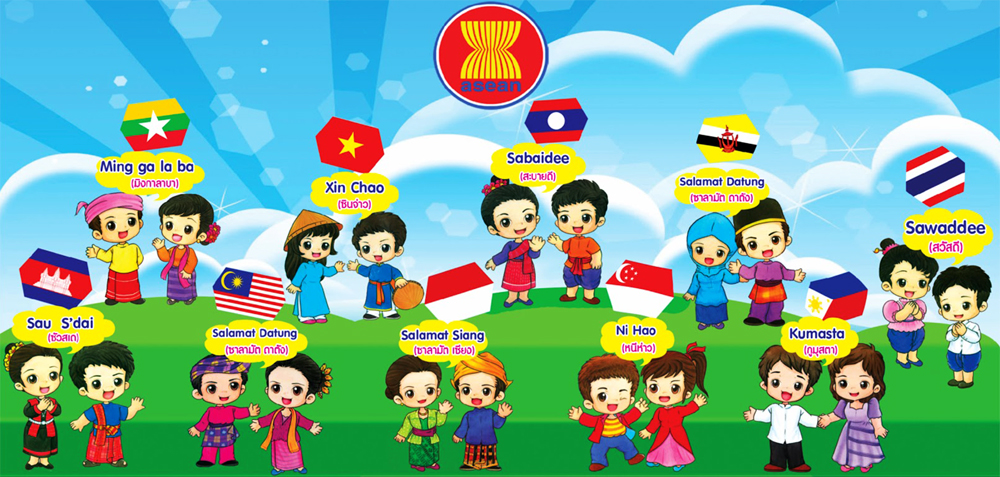 asean
Ming ga la ba
(มิงกาลาบา)
Xin Chao
(ซินจ่าว)
Sabaidee
(สะบายดี)
Salamat Datung
(ซาลามัต ดาตัง)
Sawaddee
(สวัสดี)
Sau S'dai
(ซัวสเด)
Salamat Datung
(ซาลามัต ดาตัง)
Salamat Siang
(ซาลามัต เซียง)
Ni Hao
(หนีห่าว)
Kumasta
(กูมุสตา)